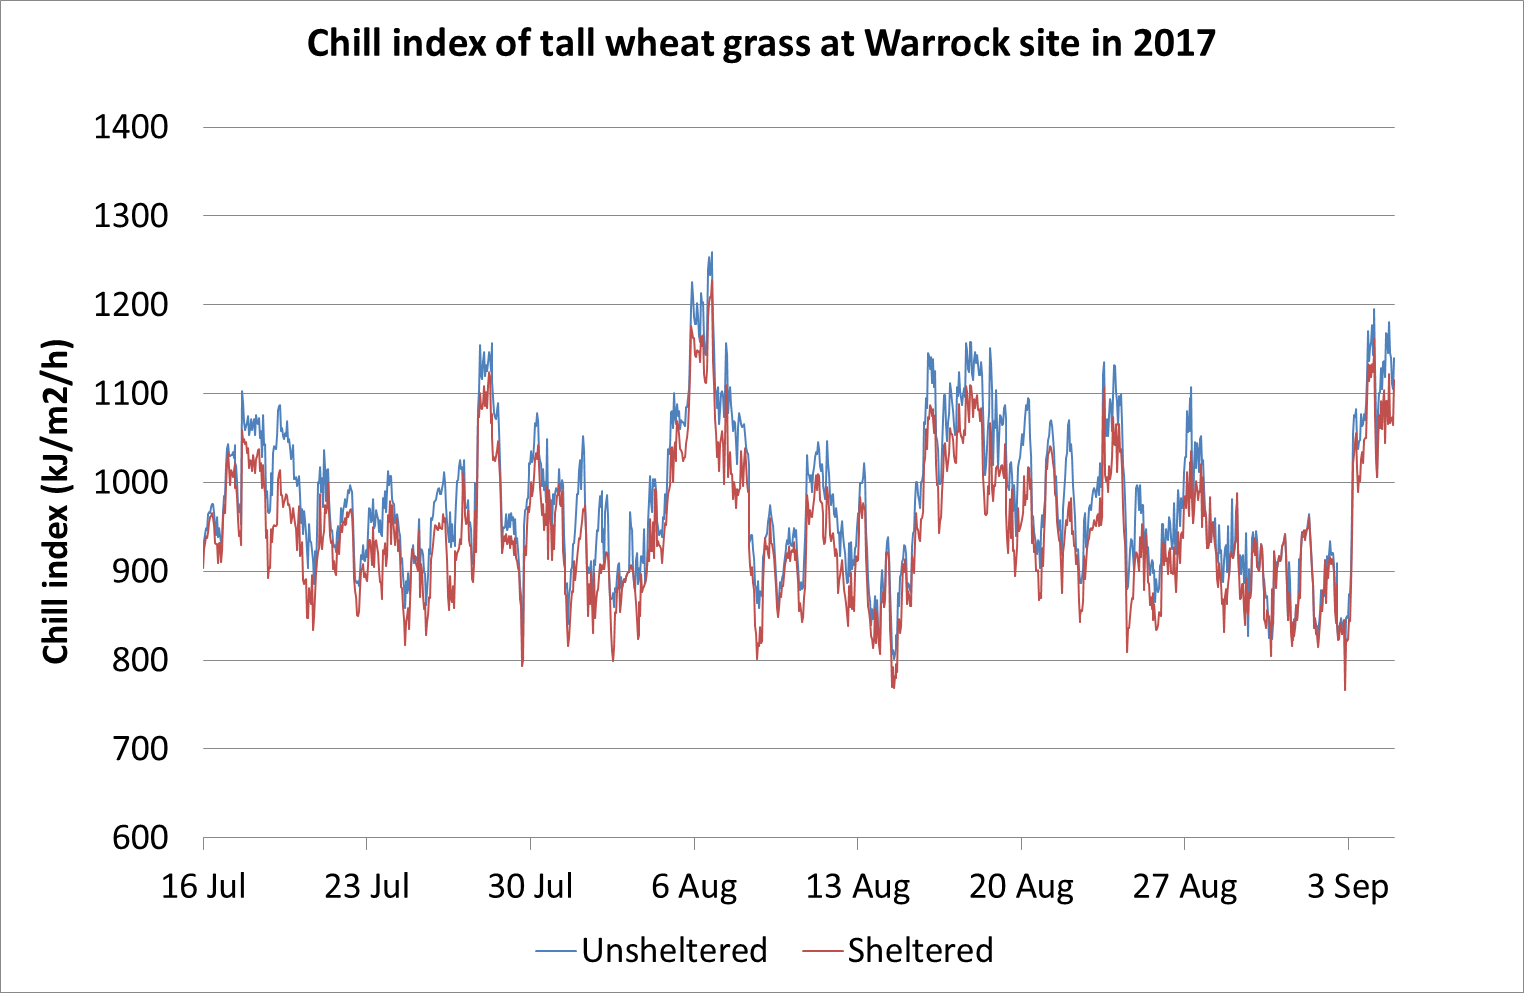 Chill index of tall wheat grass at Warrock site in 2017
Chill index (kJ/m2/h)
1400
1300
1200
1100
1000
900
800
700
600
16 Jul 23 Jul 30 Jul 6 Aug 13 Aug 20 Aug 27 Aug 3 Sep
Unsheltered Sheltered